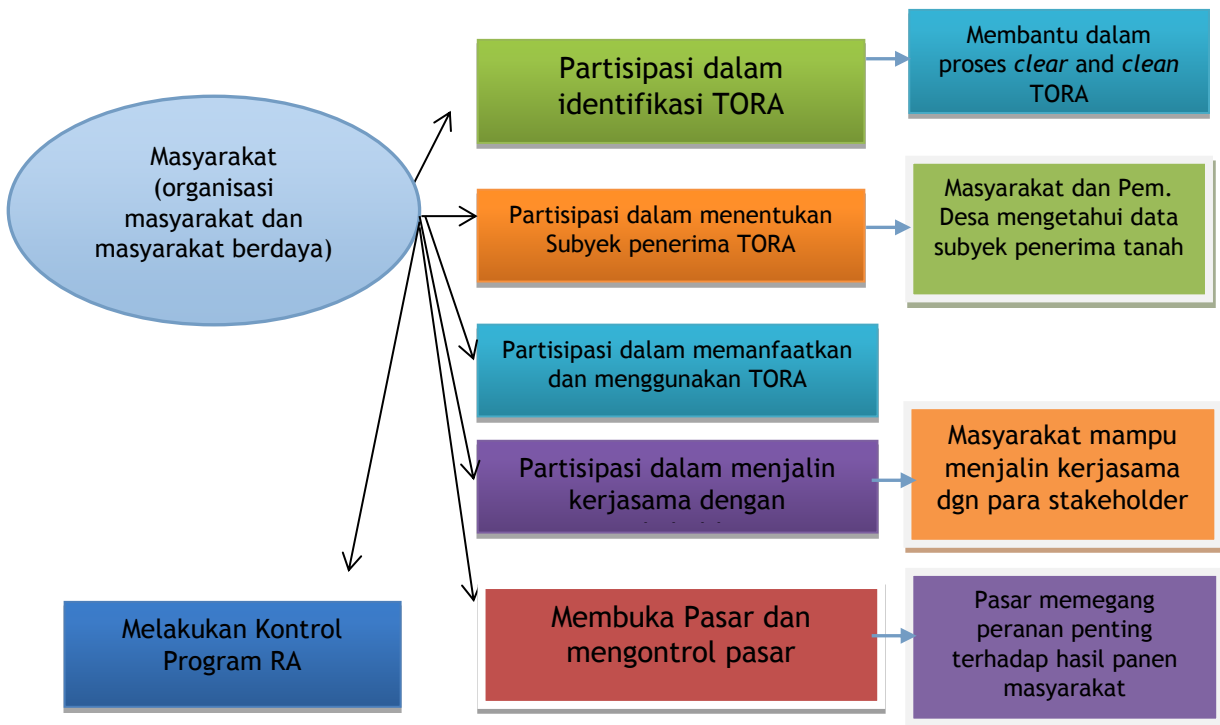 Masyarakat
(organisasi
masyarakat dan
masyarakat berdaya)
Partisipasi dalam
identifikasi TORA
Membantu dalam
proses clear and clean
TORA
Partisipasi dalam menentukan
Subyek penerima TORA
Masyarakat dan Pem.
Desa mengetahui data
subyek penerima tanah
Partisipasi dalam memanfaatkan
dan menggunakan TORA
Partisipasi dalam menjalin
kerjasama dengan
Masyarakat mampu
menjalin kerjasama
dgn para stakeholder
Melakukan Kontrol
Program RA
Membuka Pasar dan
mengontrol pasar
Pasar memegang
peranan penting
terhadap hasil panen
masyarakat